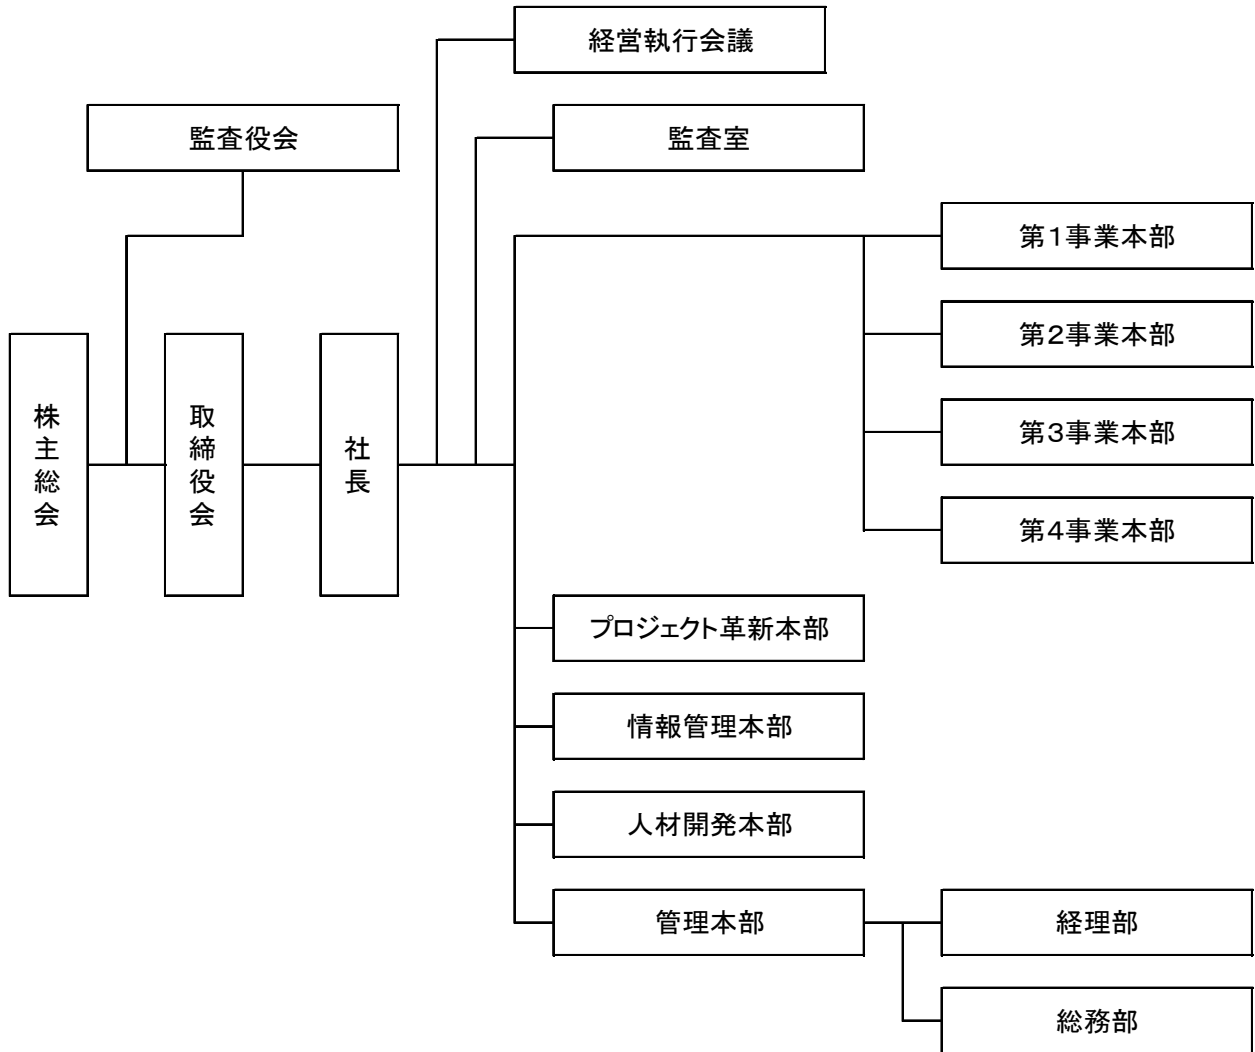 経営執行会議
監査役会
監査室
第1事業本部
第2事業本部
第3事業本部
第4事業本部
株主総会
取締役会
社長
プロジェクト革新本部
情報管理本部
人材開発本部
管理本部
経理部
総務部